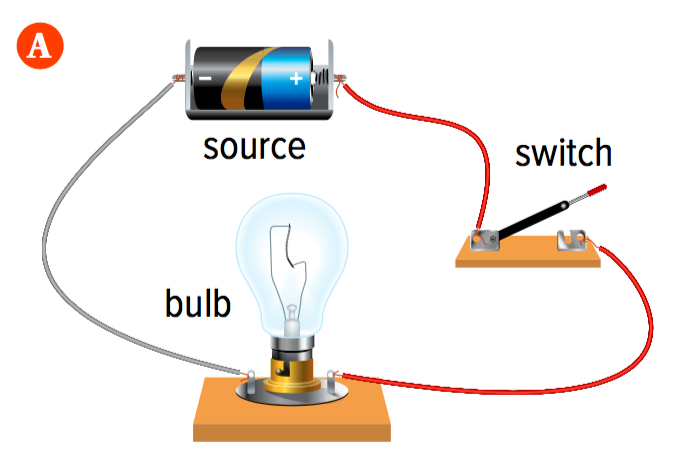 A
− +
source
switch
bulb